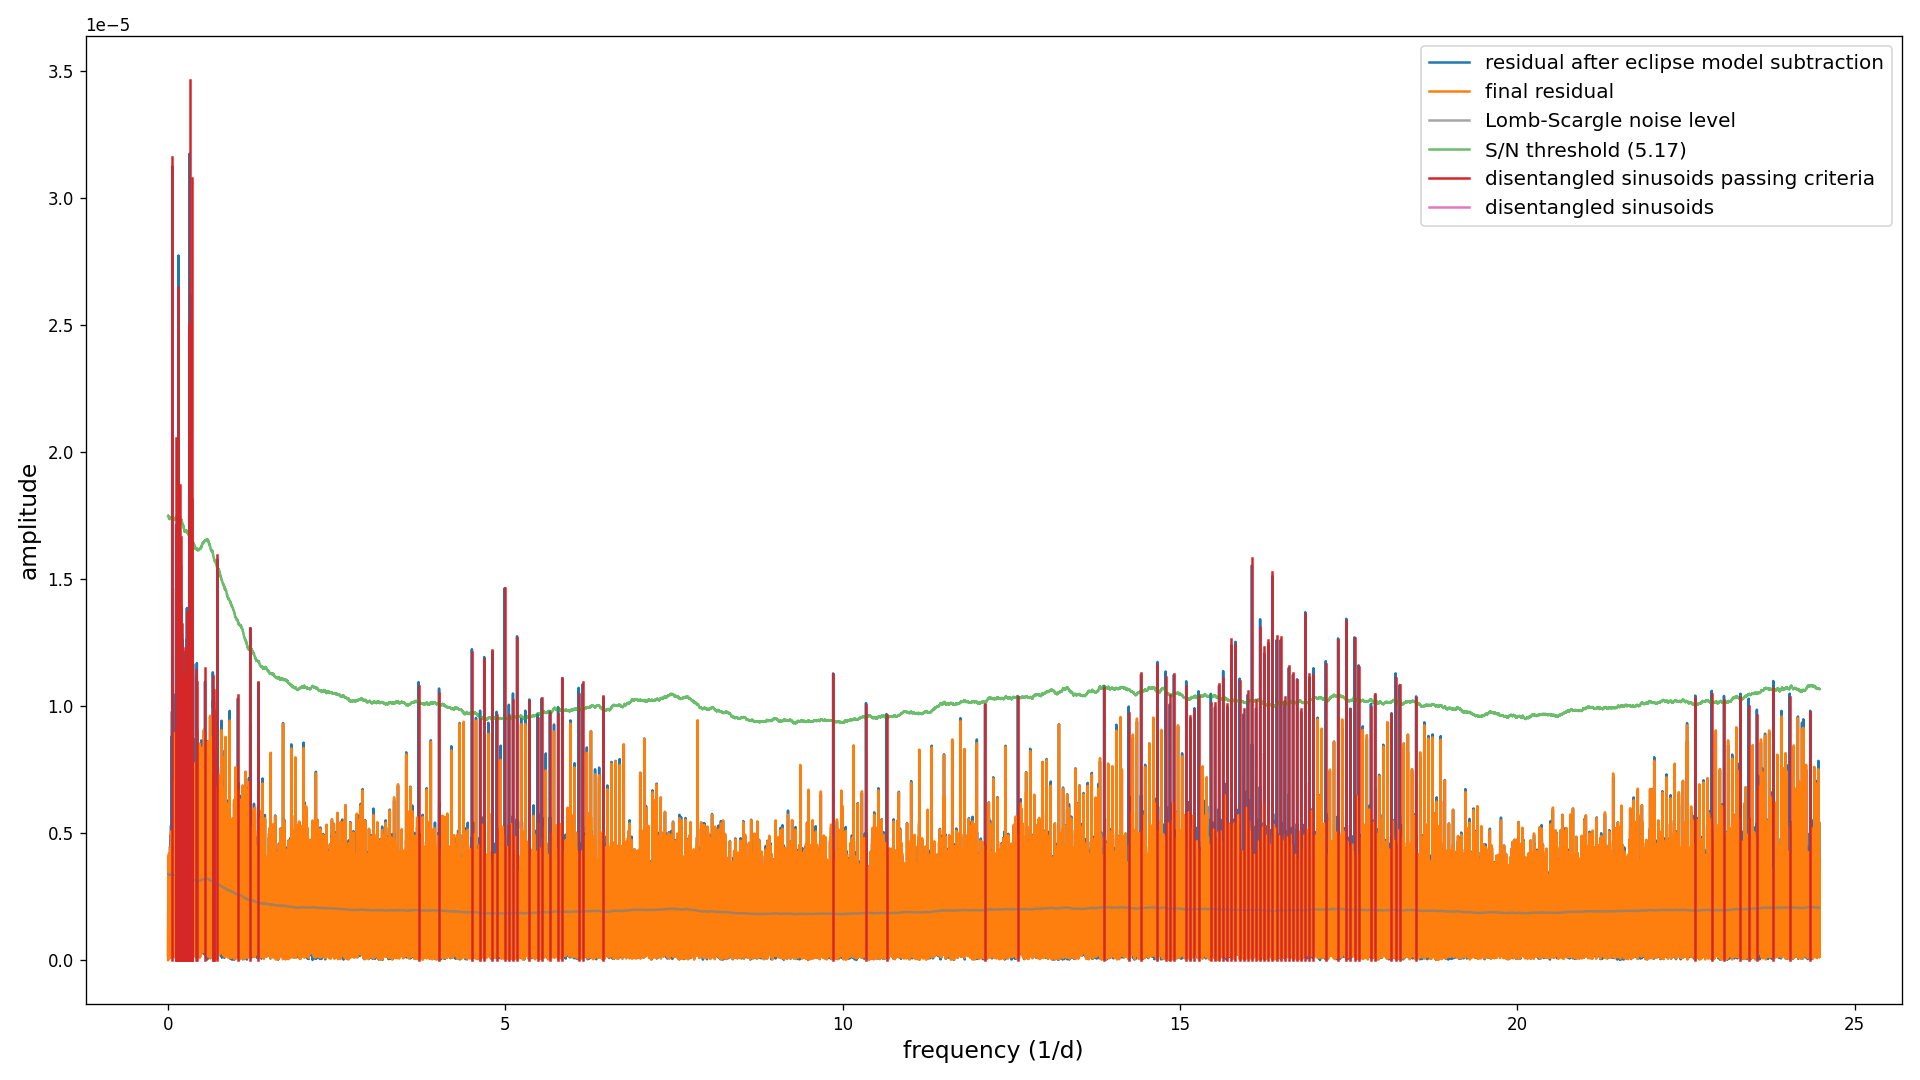 1e−5
3.5
3.0
2.5
2.0
1.5
1.0
0.5
0.0
amplitude
residual after eclipse model subtraction
final residual
Lomb-Scargle noise level
S/N threshold (5.17)
disentangled sinusoids passing criteria
disentangled sinusoids
0 5 10 15 20 25
frequency (1/d)